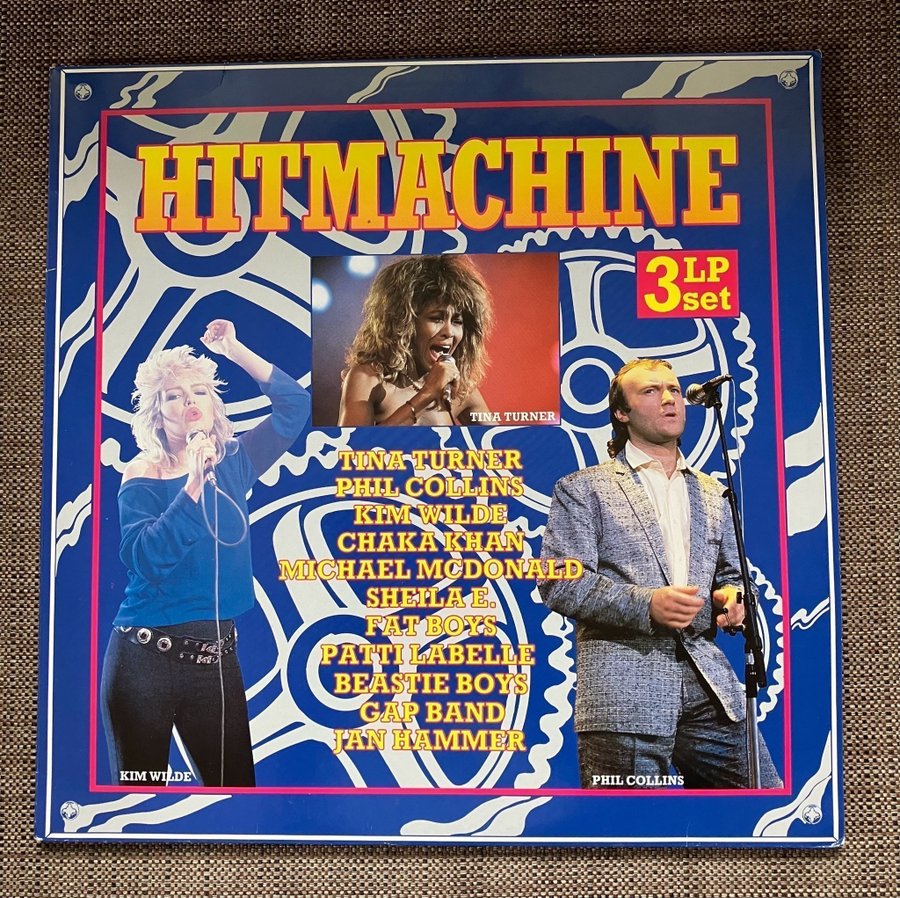 HITMACHINE
3 LP
set
TINA TURNER
TINA TURNER
PHIL COLLINS
KIM WILDE
CHAKA KHAN
MICHAEL MCDONALD
SHEILA E.
FAT BOYS
PATTI LABELLE
BEASTIE BOYS
GAP BAND
JAN HAMMER
KIM WILDE
PHIL COLLINS